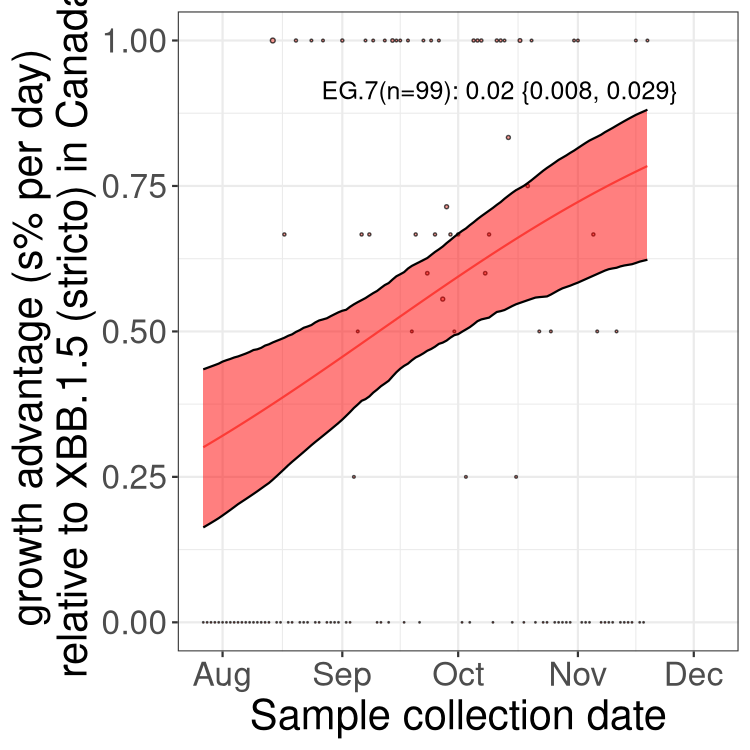 growth advantage (s% per day)
relative to XBB.1.5 (stricto) in Canada
1.00
0.75
0.50
0.25
0.00
EG.7(n=99): 0.02 {0.008, 0.029}
Aug Sep Oct Nov Dec
Sample collection date